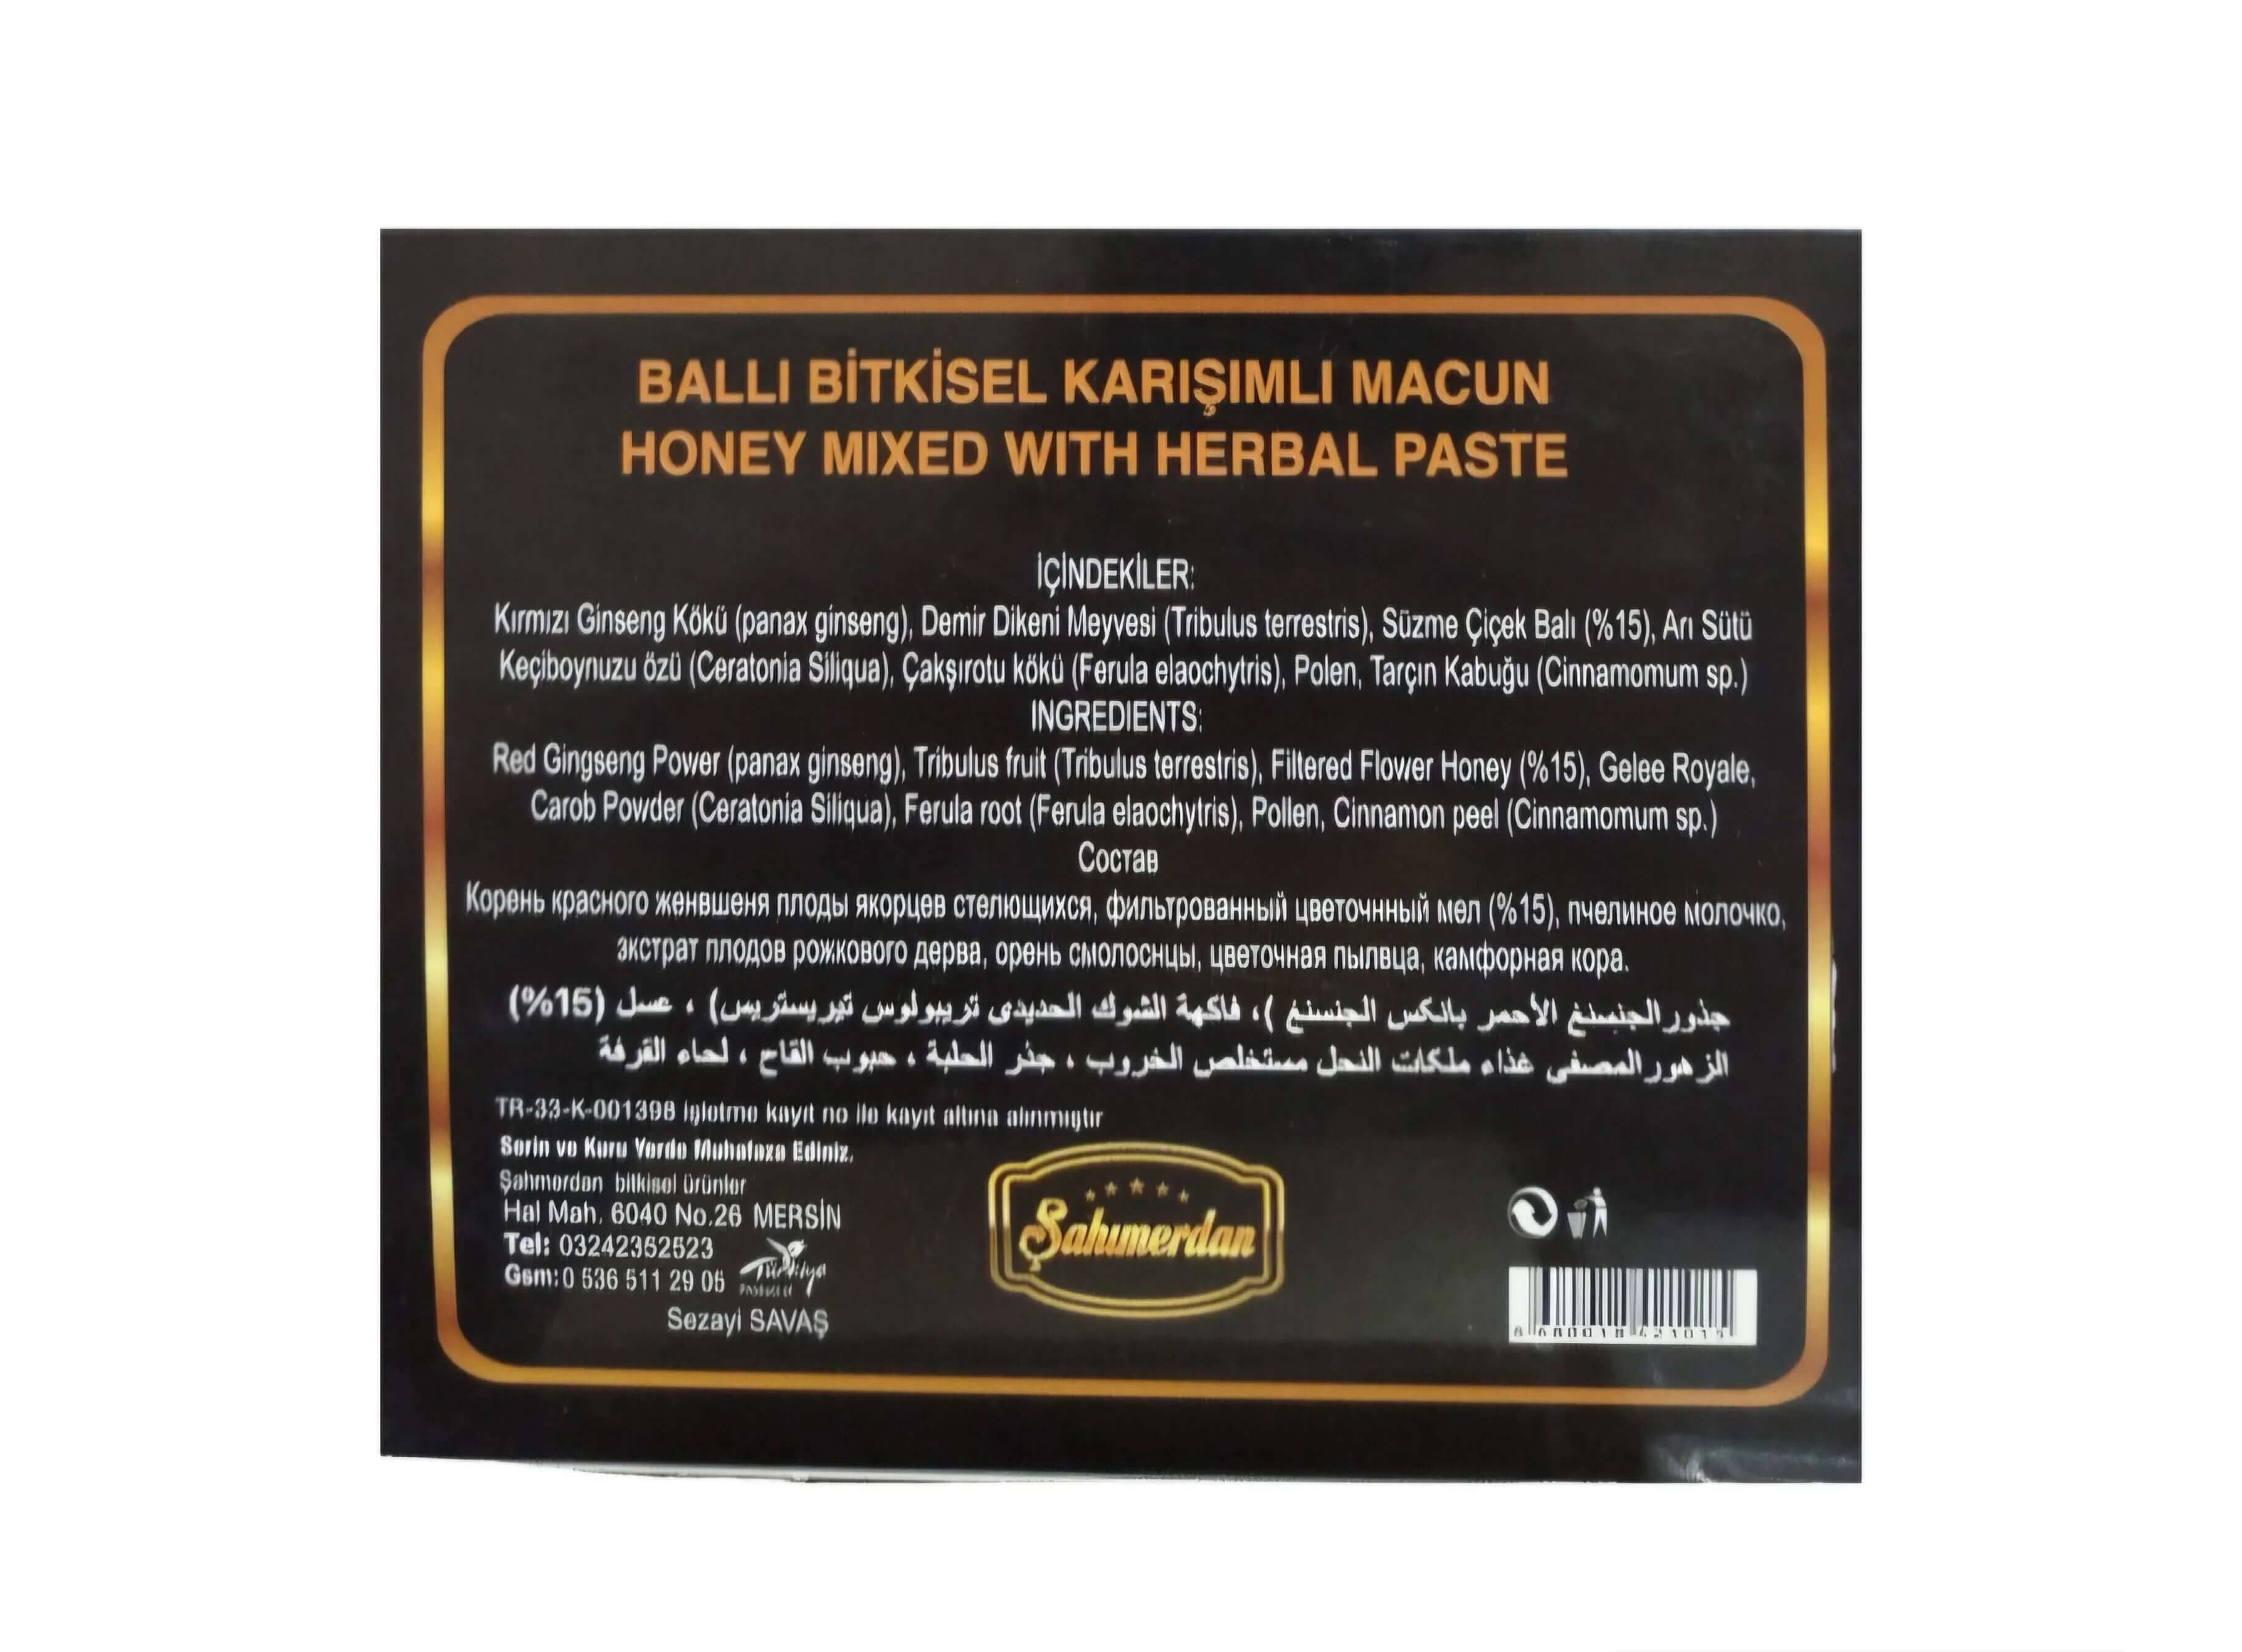 BALLI BİTKİSEL KARIŞIMLI MACUN
HONEY MIXED WITH HERBAL PASTE
İÇİNDEKİLER:
Kırmızı Ginseng Kökü (panax ginseng), Demir Dikeni Meyvesi (Tribulus terrestris), Süzme Çiçek Balı (%15), Arı Sütü
Keçiboynuzu özü (Ceratonia Siliqua), Çakşırotu kökü (Ferula elaochytris), Polen, Tarçın Kabuğu (Cinnamomum sp.)
INGREDIENTS:
Red Gingseng Power (panax ginseng), Tribulus fruit (Tribulus terrestris), Filtered Flower Honey (%15), Gelee Royale,
Carob Powder (Ceratonia Siliqua), Ferula root (Ferula elaochytris), Pollen, Cinnamon peel (Cinnamomum sp.)
Состав
Корень красного женвшеня плоды якорцев стелющихся, фильтрованный цветочнный мел (%15), пчелиное молочко,
экстрат плодов рожкового дерва, орень смолоснцы, цветочная пылвца, камфорная кора.
جذور الجنسنغ الأحمر بانكس الجنسنغ )، فاكهة الشوك الحديدى تريبولوس تيريستريس) ، عسل (15%)
الزهور المصفى غذاء ملكات النحل مستخلص الخروب ، جذر الحلبة ، حبوب القاح ، لحاء القرفة
TR-33-K-001398 İşletme kayıt no ile kayıt altına alınmıştır
Serin ve Kuru Yerde Muhafaza Ediniz.
Şahmerdan bitkisel ürünler
Hal Mah. 6040 No.26 MERSİN
Tel: 03242352523
Gsm: 0 536 511 29 05
Sezayi SAVAŞ
Şahmerdan